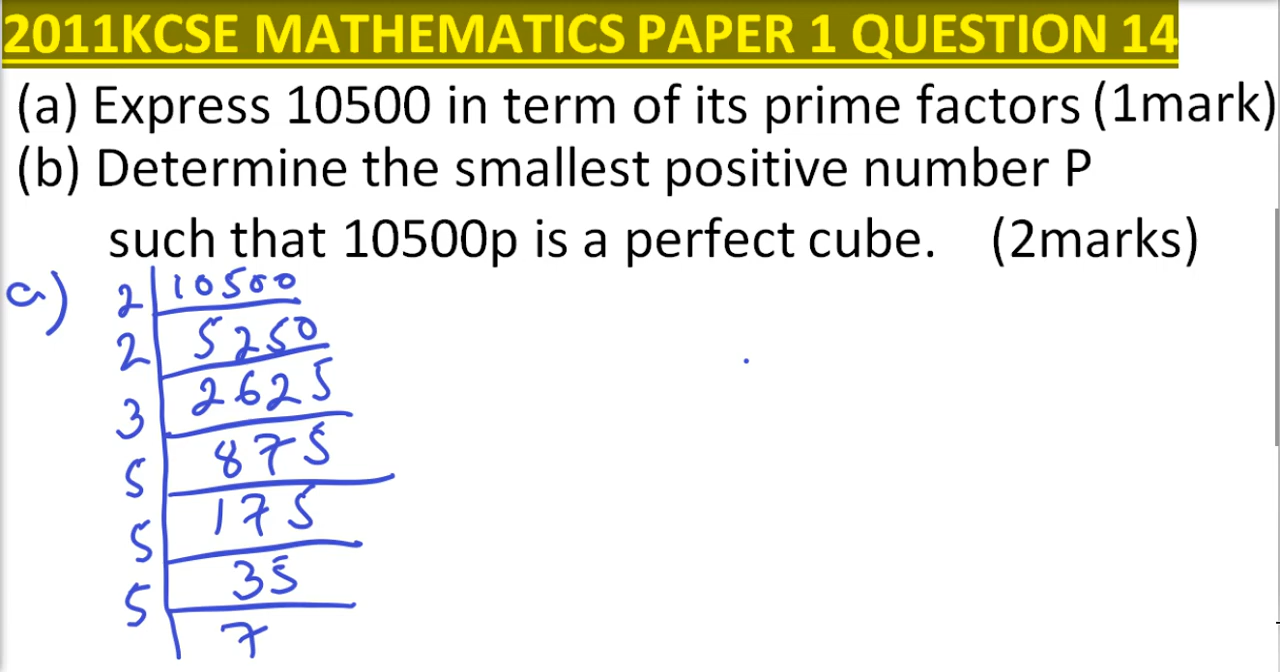 2011KCSE MATHEMATICS PAPER 1 QUESTION 14
(a) Express 10500 in term of its prime factors (1mark)
(b) Determine the smallest positive number P
such that 10500p is a perfect cube. (2marks)
a) 2 10500
2 5250
3 2625
5 875
5 175
5 35
7